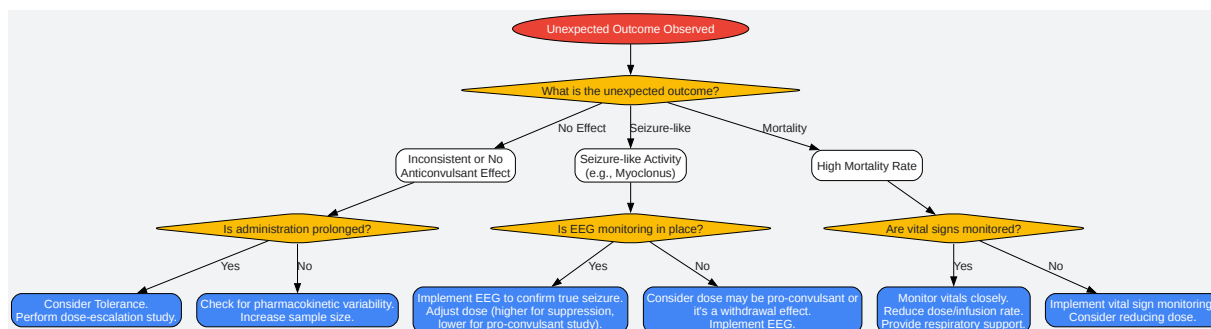 Unexpected Outcome Observed
What is the unexpected outcome?
No Effect
Seizure-like
Mortality
Inconsistent or No
Anticonvulsant Effect
Seizure-like Activity
(e.g., Myoclonus)
High Mortality Rate
Is administration prolonged?
Is EEG monitoring in place?
Are vital signs monitored?
Yes
No
Yes
No
Yes
No
Consider Tolerance.
Perform dose-escalation study.
Check for pharmacokinetic variability.
Increase sample size.
Implement EEG to confirm true seizure.
Adjust dose (higher for suppression,
lower for pro-convulsant study).
Consider dose may be pro-convulsant or
it's a withdrawal effect.
Implement EEG.
Monitor vitals closely.
Reduce dose/infusion rate.
Provide respiratory support.
Implement vital sign monitoring.
Consider reducing dose.